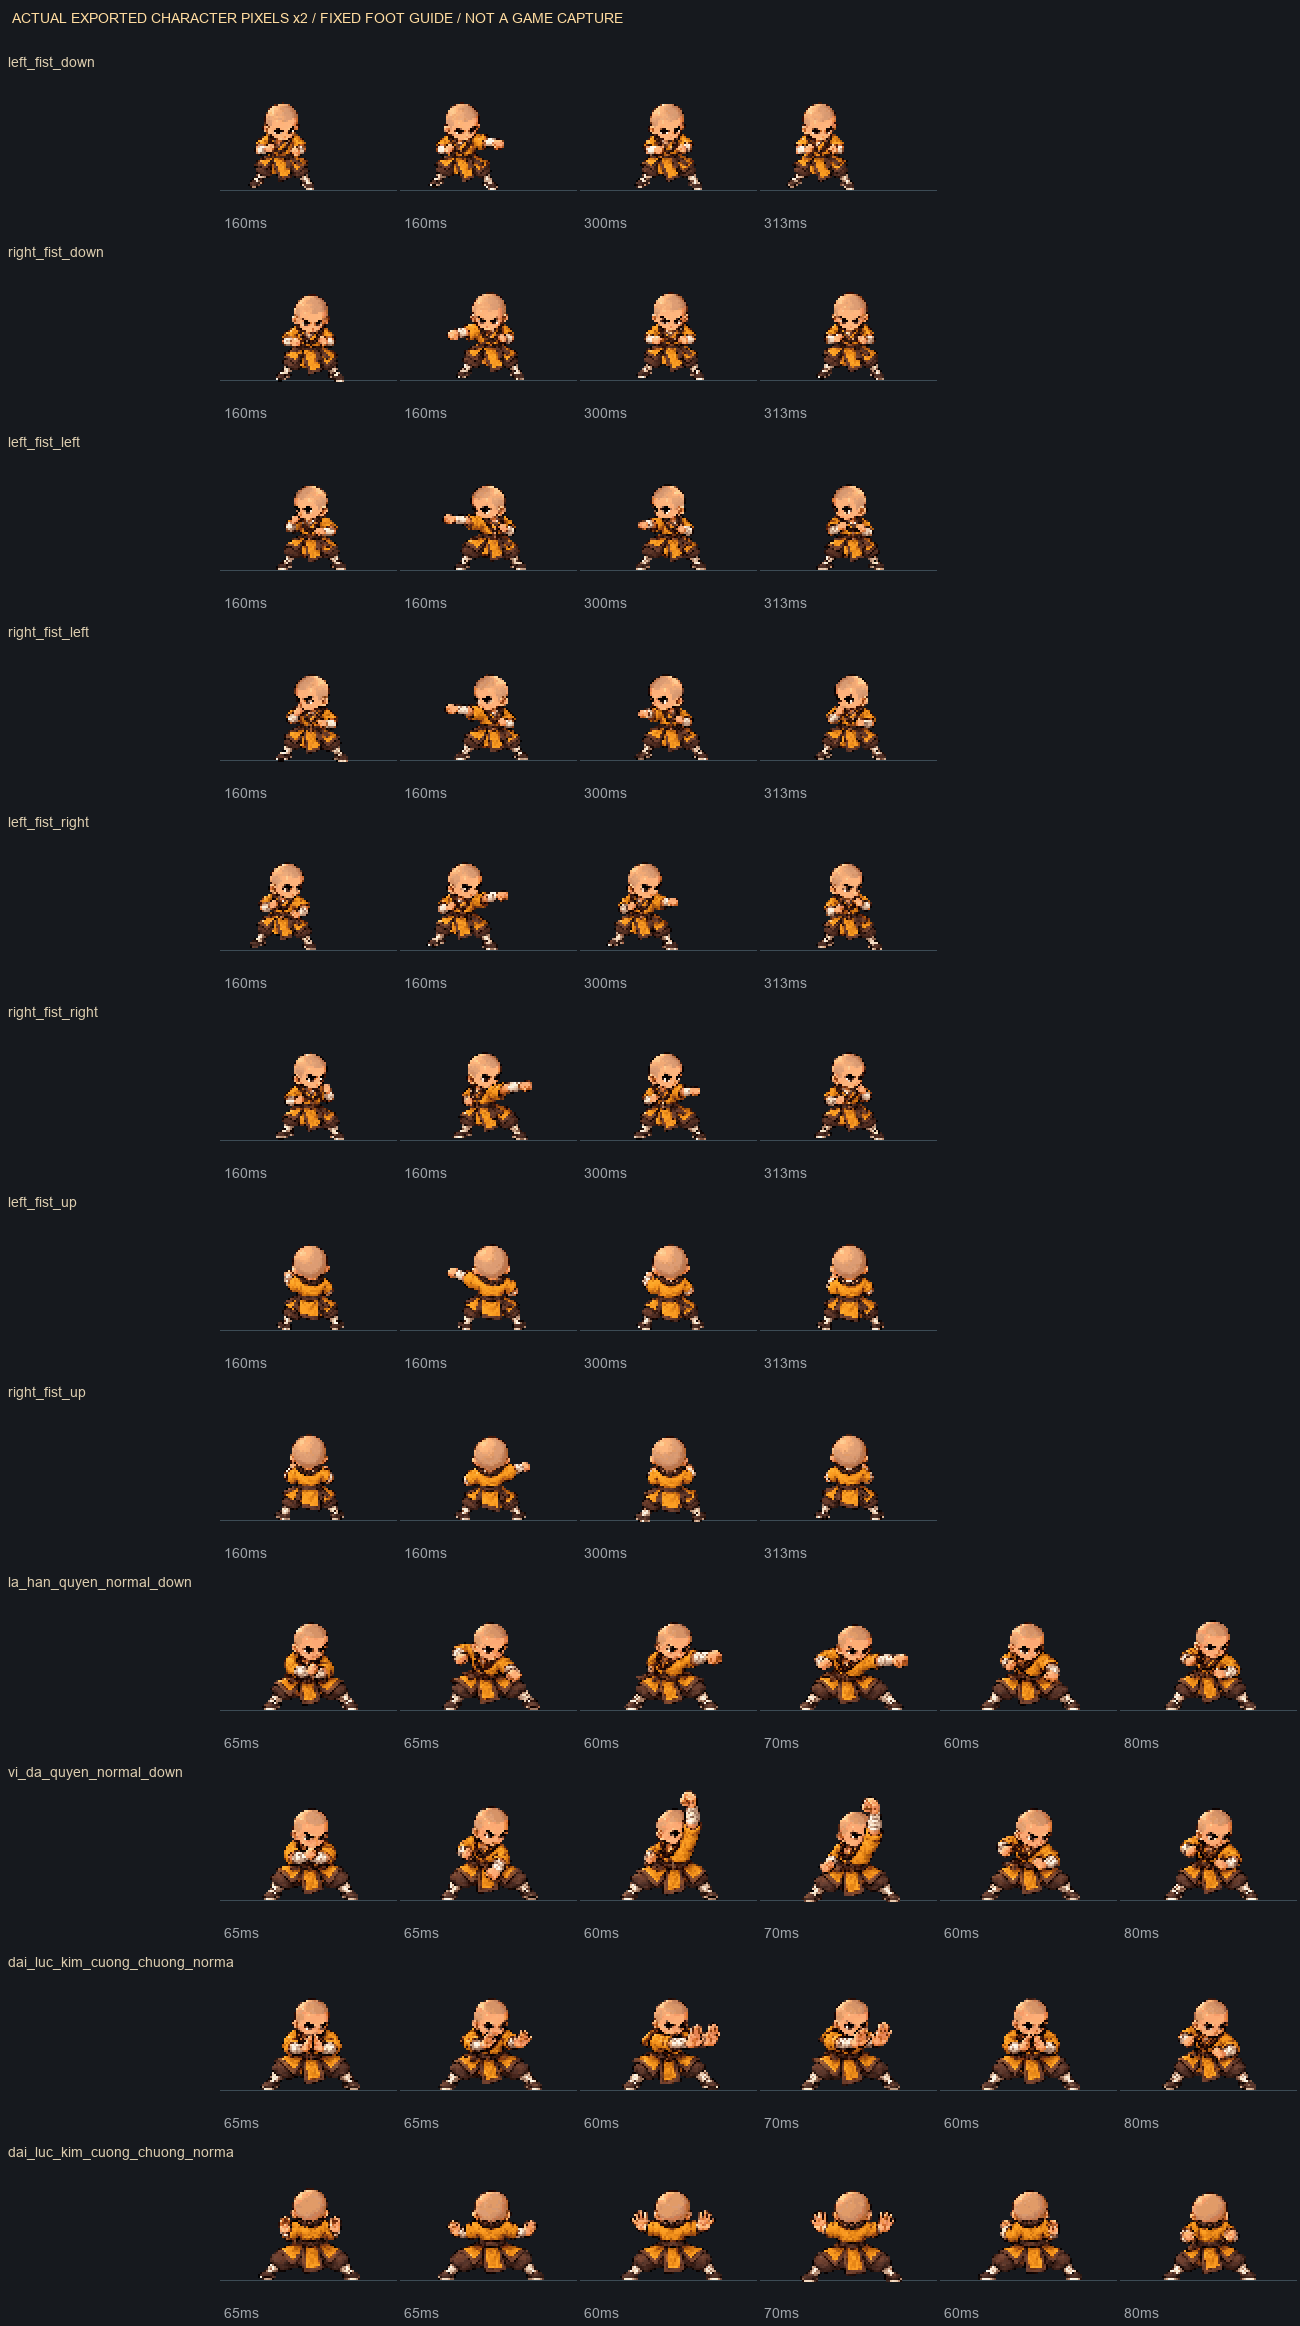 ACTUAL EXPORTED CHARACTER PIXELS x2 / FIXED FOOT GUIDE / NOT A GAME CAPTURE
left_fist_down
160ms 160ms 300ms 313ms
right_fist_down
160ms 160ms 300ms 313ms
left_fist_left
160ms 160ms 300ms 313ms
right_fist_left
160ms 160ms 300ms 313ms
left_fist_right
160ms 160ms 300ms 313ms
right_fist_right
160ms 160ms 300ms 313ms
left_fist_up
160ms 160ms 300ms 313ms
right_fist_up
160ms 160ms 300ms 313ms
la_han_quyen_normal_down
65ms 65ms 60ms 70ms 60ms 80ms
vi_da_quyen_normal_down
65ms 65ms 60ms 70ms 60ms 80ms
dai_luc_kim_cuong_chuong_norma
65ms 65ms 60ms 70ms 60ms 80ms
dai_luc_kim_cuong_chuong_norma
65ms 65ms 60ms 70ms 60ms 80ms